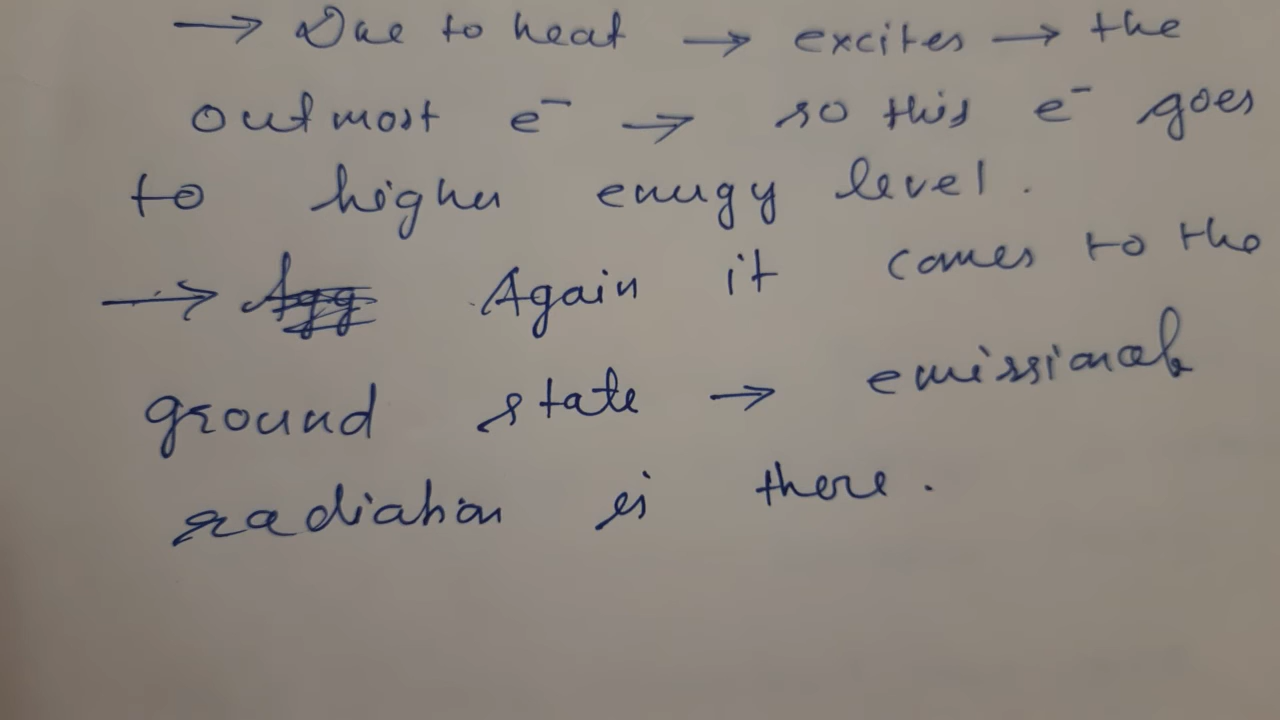 → Due to heat → excites → the
outmost e⁻ → so this e⁻ goes
to higher energy level.
→ Again it comes to the
ground state → emission of
radiation is there.